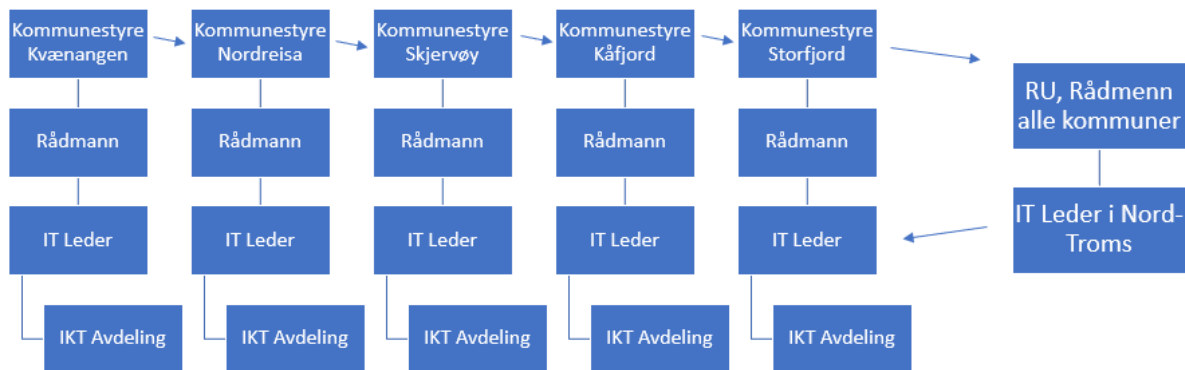 Kommunestyre
Kvænangen
Kommunestyre
Nordreisa
Kommunestyre
Skjervøy
Kommunestyre
Kåfjord
Kommunestyre
Storfjord
RU, Rådmenn
alle kommuner
Rådmann
Rådmann
Rådmann
Rådmann
Rådmann
IT Leder i Nord-
Troms
IT Leder
IT Leder
IT Leder
IT Leder
IT Leder
IKT Avdeling
IKT Avdeling
IKT Avdeling
IKT Avdeling
IKT Avdeling